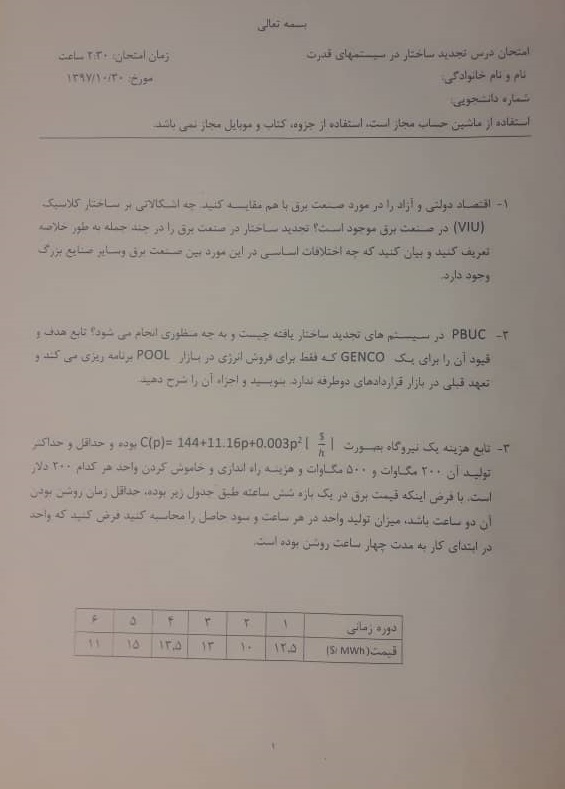 بسمه تعالی
امتحان درس تجدید ساختار در سیستمهای قدرت زمان امتحان: ۲:۳۰ ساعت
نام و نام خانوادگی: مورخ: ۱۳۹۷/۱۰/۳۰
شماره دانشجویی:
استفاده از ماشین حساب مجاز است، استفاده از جزوه، کتاب و موبایل مجاز نمی باشد.
۱- اقتصاد دولتی و آزاد را در مورد صنعت برق با هم مقایسه کنید. چه اشکالاتی بر ساختار کلاسیک
(VIU) در صنعت برق موجود است؟ تجدید ساختار در صنعت برق را در چند جمله به طور خلاصه
تعریف کنید و بیان کنید که چه اختلافات اساسی در این مورد بین صنعت برق وسایر صنایع بزرگ
وجود دارد.
۲- PBUC در سیستم های تجدید ساختار یافته چیست و به چه منظوری انجام می شود؟ تابع هدف و
قیود آن را برای یک GENCO که فقط برای فروش انرژی در بازار POOL برنامه ریزی می کند و
تعهد قبلی در بازار قراردادهای دوطرفه ندارد، بنویسید و اجزاء آن را شرح دهید.
۳- تابع هزینه یک نیروگاه بصورت C(p)= 144+11.16p+0.003p² [$/h] بوده و حداقل و حداکثر
تولید آن ۲۰۰ مگاوات و ۵۰۰ مگاوات و هزینه راه اندازی و خاموش کردن واحد هر کدام ۲۰۰ دلار
است. با فرض اینکه قیمت برق در یک بازه شش ساعته طبق جدول زیر بوده، حداقل زمان روشن بودن
آن دو ساعت باشد، میزان تولید واحد در هر ساعت و سود حاصل را محاسبه کنید فرض کنید که واحد
در ابتدای کار به مدت چهار ساعت روشن بوده است.
دوره زمانی ۱ ۲ ۳ ۴ ۵ ۶
قیمت($/ MWh) ۱۲,۵ ۱۰ ۱۳ ۱۳,۵ ۱۵ ۱۱
۱